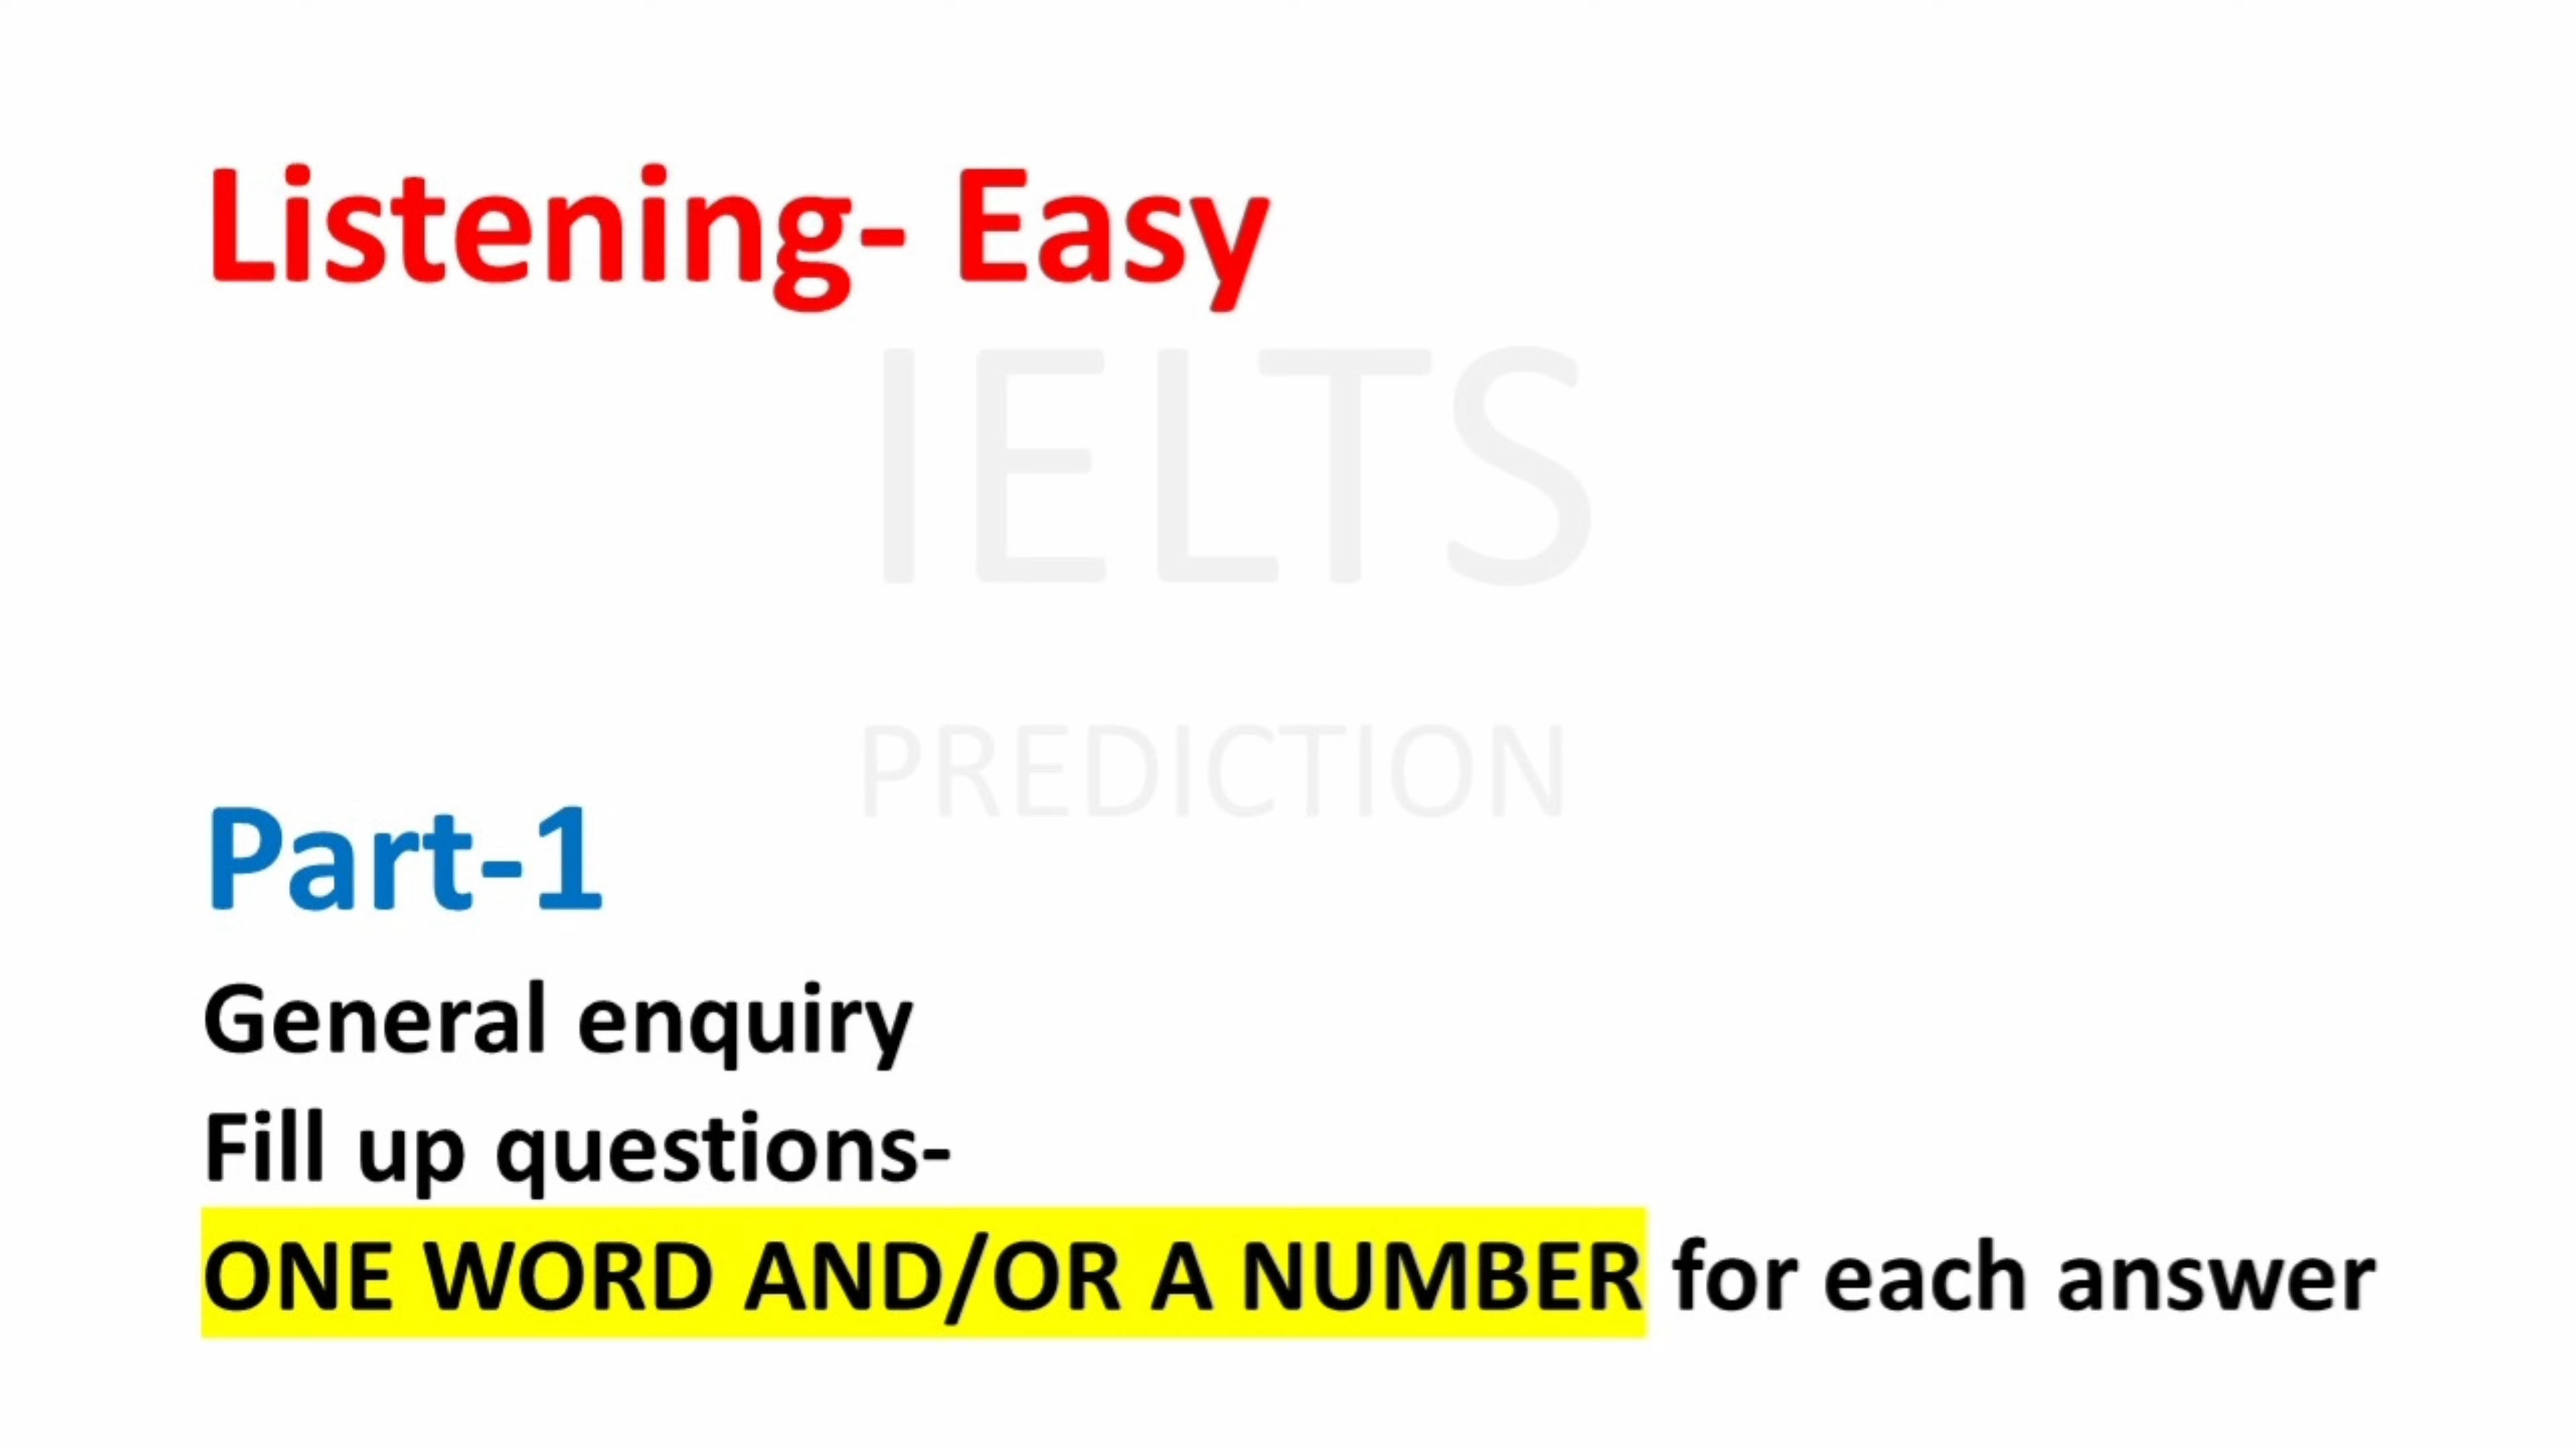 Listening- Easy
IELTS
PREDICTION
Part-1
General enquiry
Fill up questions-
ONE WORD AND/OR A NUMBER for each answer